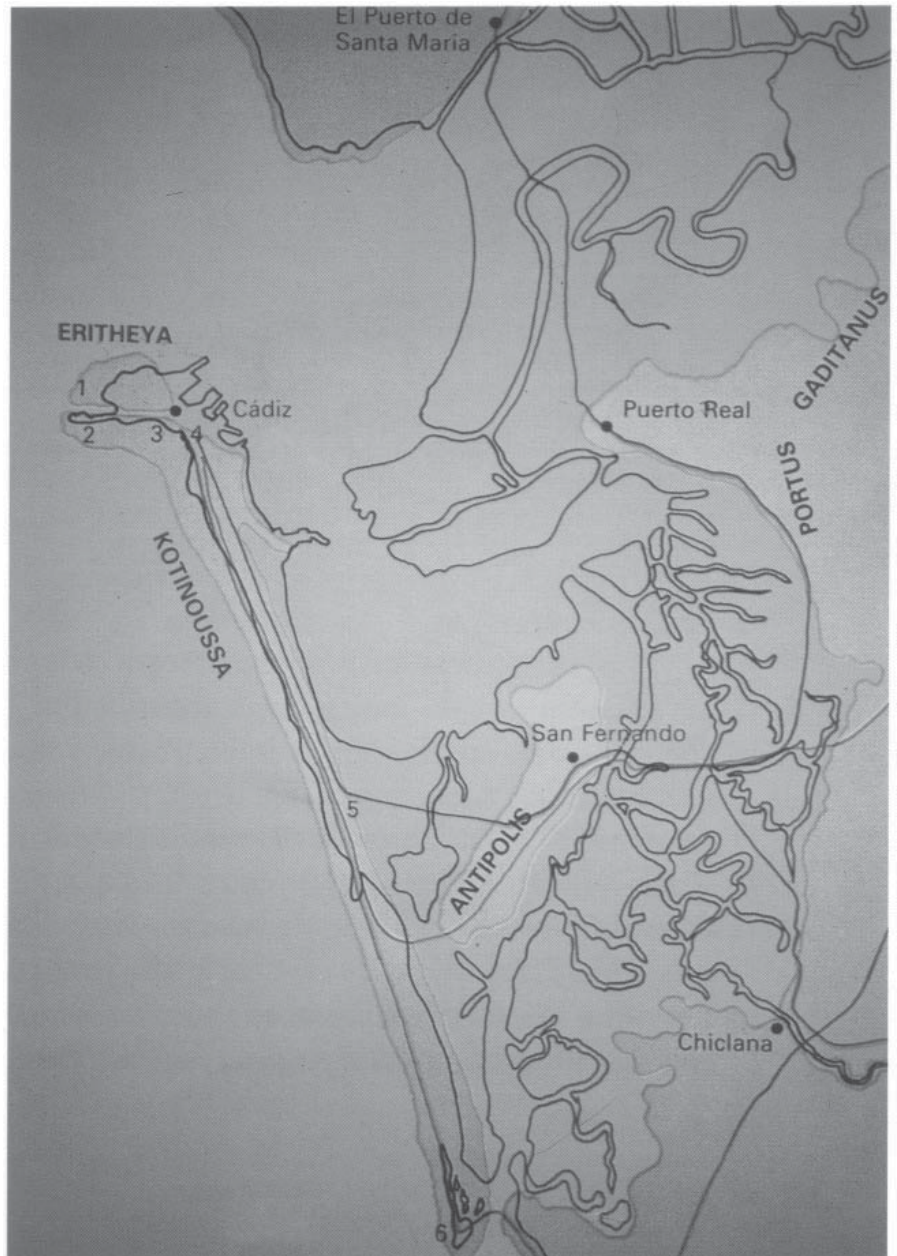 El Puerto de
Santa María
ERITHEYA
1
2
3
4
Cádiz
Puerto Real
PORTUS
GADITANUS
KOTINOUSSA
San Fernando
5
ANTIPOLIS
Chiclana
6